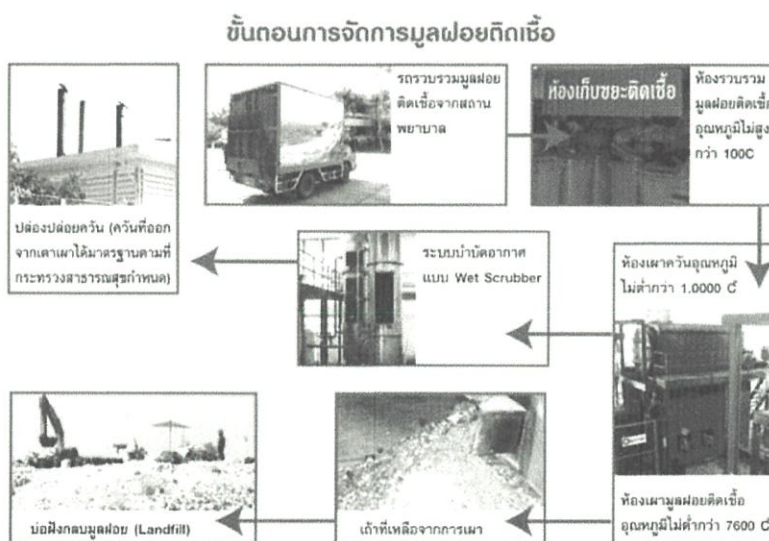 ขั้นตอนการจัดการมูลฝอยติดเชื้อ
รถรวบรวมมูลฝอย
ติดเชื้อจากสถาน
พยาบาล
ห้องเก็บขยะติดเชื้อ
ห้องรวบรวม
มูลฝอยติดเชื้อ
อุณหภูมิไม่สูง
กว่า 100C
ปล่องปล่อยควัน (ควันที่ออก
จากเตาเผาได้มาตรฐานตามที่
กระทรวงสาธารณสุขกำหนด)
ระบบบำบัดอากาศ
แบบ Wet Scrubber
ห้องเผาควันอุณหภูมิ
ไม่ต่ำกว่า 1.0000 C
ห้องเผามูลฝอยติดเชื้อ
อุณหภูมิไม่ต่ำกว่า 7600 C
เถ้าที่เหลือจากการเผา
บ่อฝังกลบมูลฝอย (Landfill)